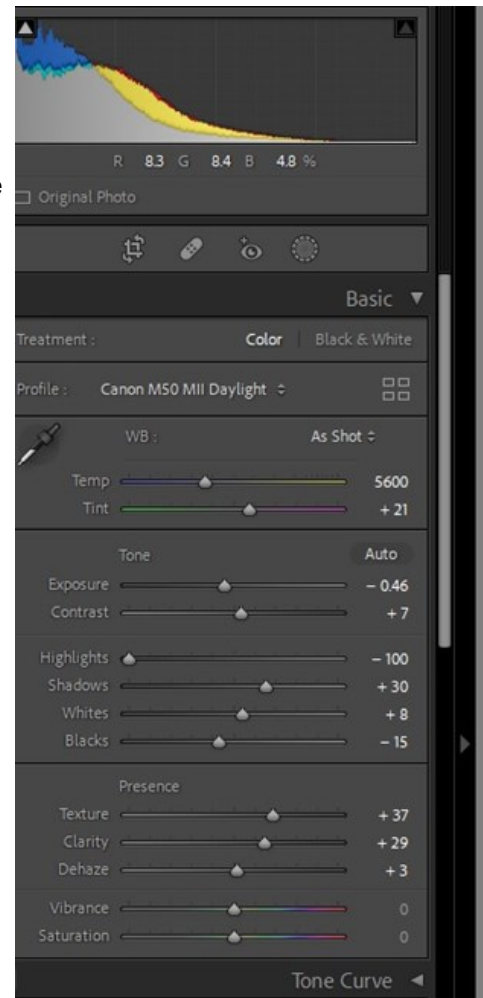 e
R 8.3 G 8.4 B 4.8 %
Original Photo
Basic
Treatment : Color Black & White
Profile : Canon M50 MII Daylight
WB : As Shot
Temp 5600
Tint + 21
Tone Auto
Exposure – 0.46
Contrast + 7
Highlights – 100
Shadows + 30
Whites + 8
Blacks – 15
Presence
Texture + 37
Clarity + 29
Dehaze + 3
Vibrance 0
Saturation 0
Tone Curve